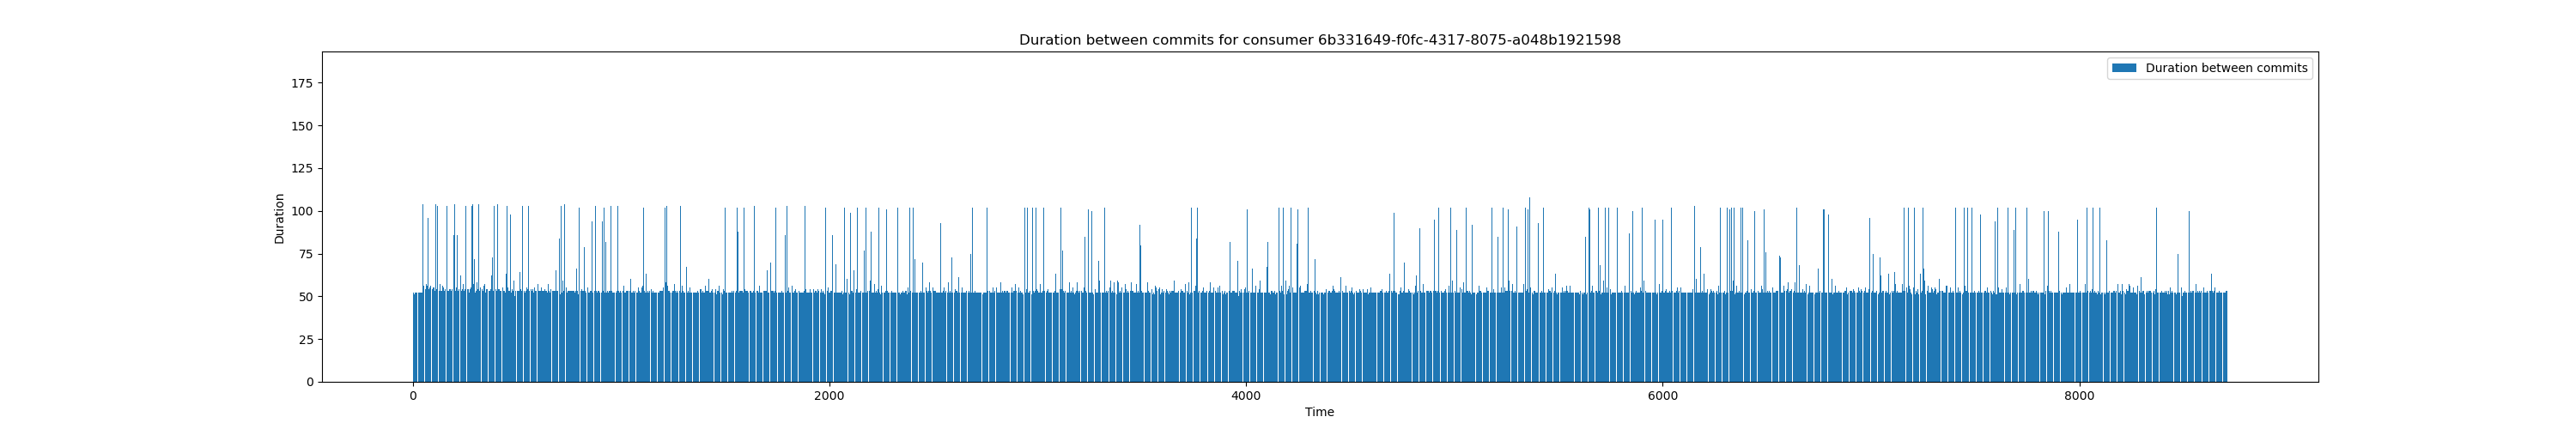 Duration between commits for consumer 6b331649-f0fc-4317-8075-a048b1921598
Duration between commits
175
150
125
100
75
50
25
0
Duration
0 2000 4000 6000 8000
Time